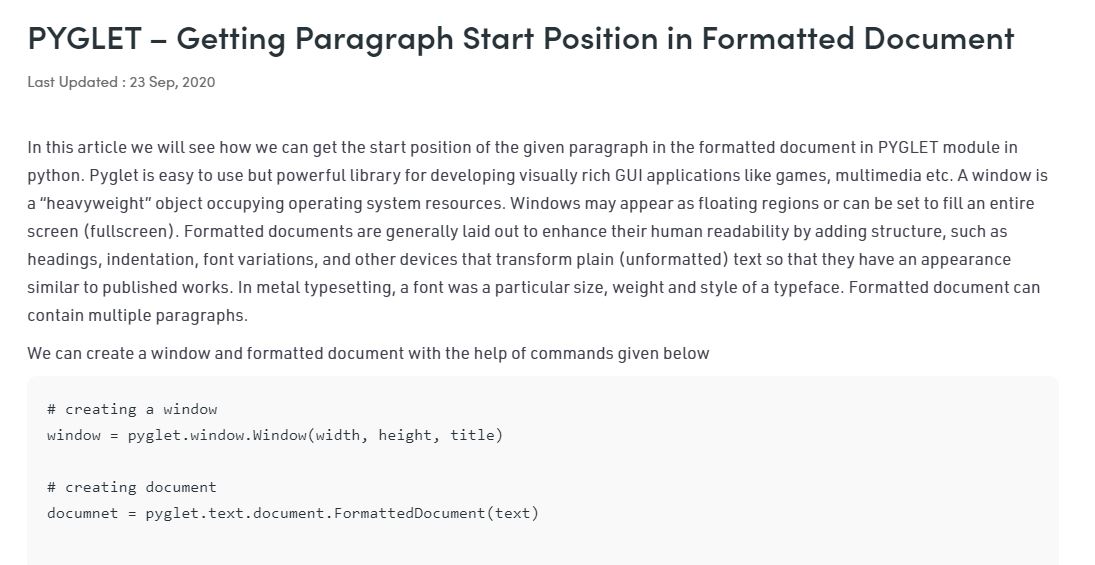 PYGLET – Getting Paragraph Start Position in Formatted Document
Last Updated : 23 Sep, 2020
In this article we will see how we can get the start position of the given paragraph in the formatted document in PYGLET module in
python. Pyglet is easy to use but powerful library for developing visually rich GUI applications like games, multimedia etc. A window is
a “heavyweight” object occupying operating system resources. Windows may appear as floating regions or can be set to fill an entire
screen (fullscreen). Formatted documents are generally laid out to enhance their human readability by adding structure, such as
headings, indentation, font variations, and other devices that transform plain (unformatted) text so that they have an appearance
similar to published works. In metal typesetting, a font was a particular size, weight and style of a typeface. Formatted document can
contain multiple paragraphs.
We can create a window and formatted document with the help of commands given below
# creating a window
window = pyglet.window.Window(width, height, title)
# creating document
documnet = pyglet.text.document.FormattedDocument(text)